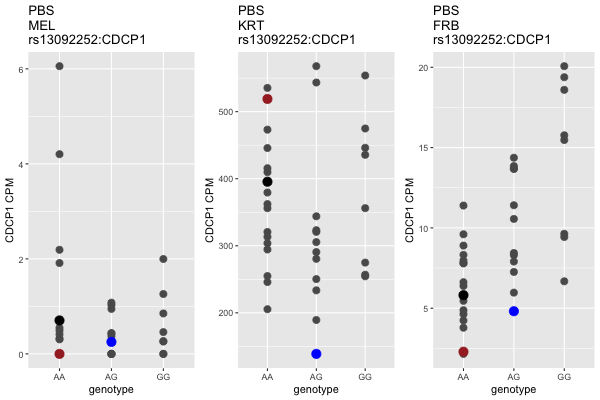 PBS
MEL
rs13092252:CDCP1
CDCP1 CPM
6
4
2
0
AA
AG
GG
genotype
PBS
KRT
rs13092252:CDCP1
CDCP1 CPM
500
400
300
200
AA
AG
GG
genotype
PBS
FRB
rs13092252:CDCP1
CDCP1 CPM
20
15
10
5
AA
AG
GG
genotype